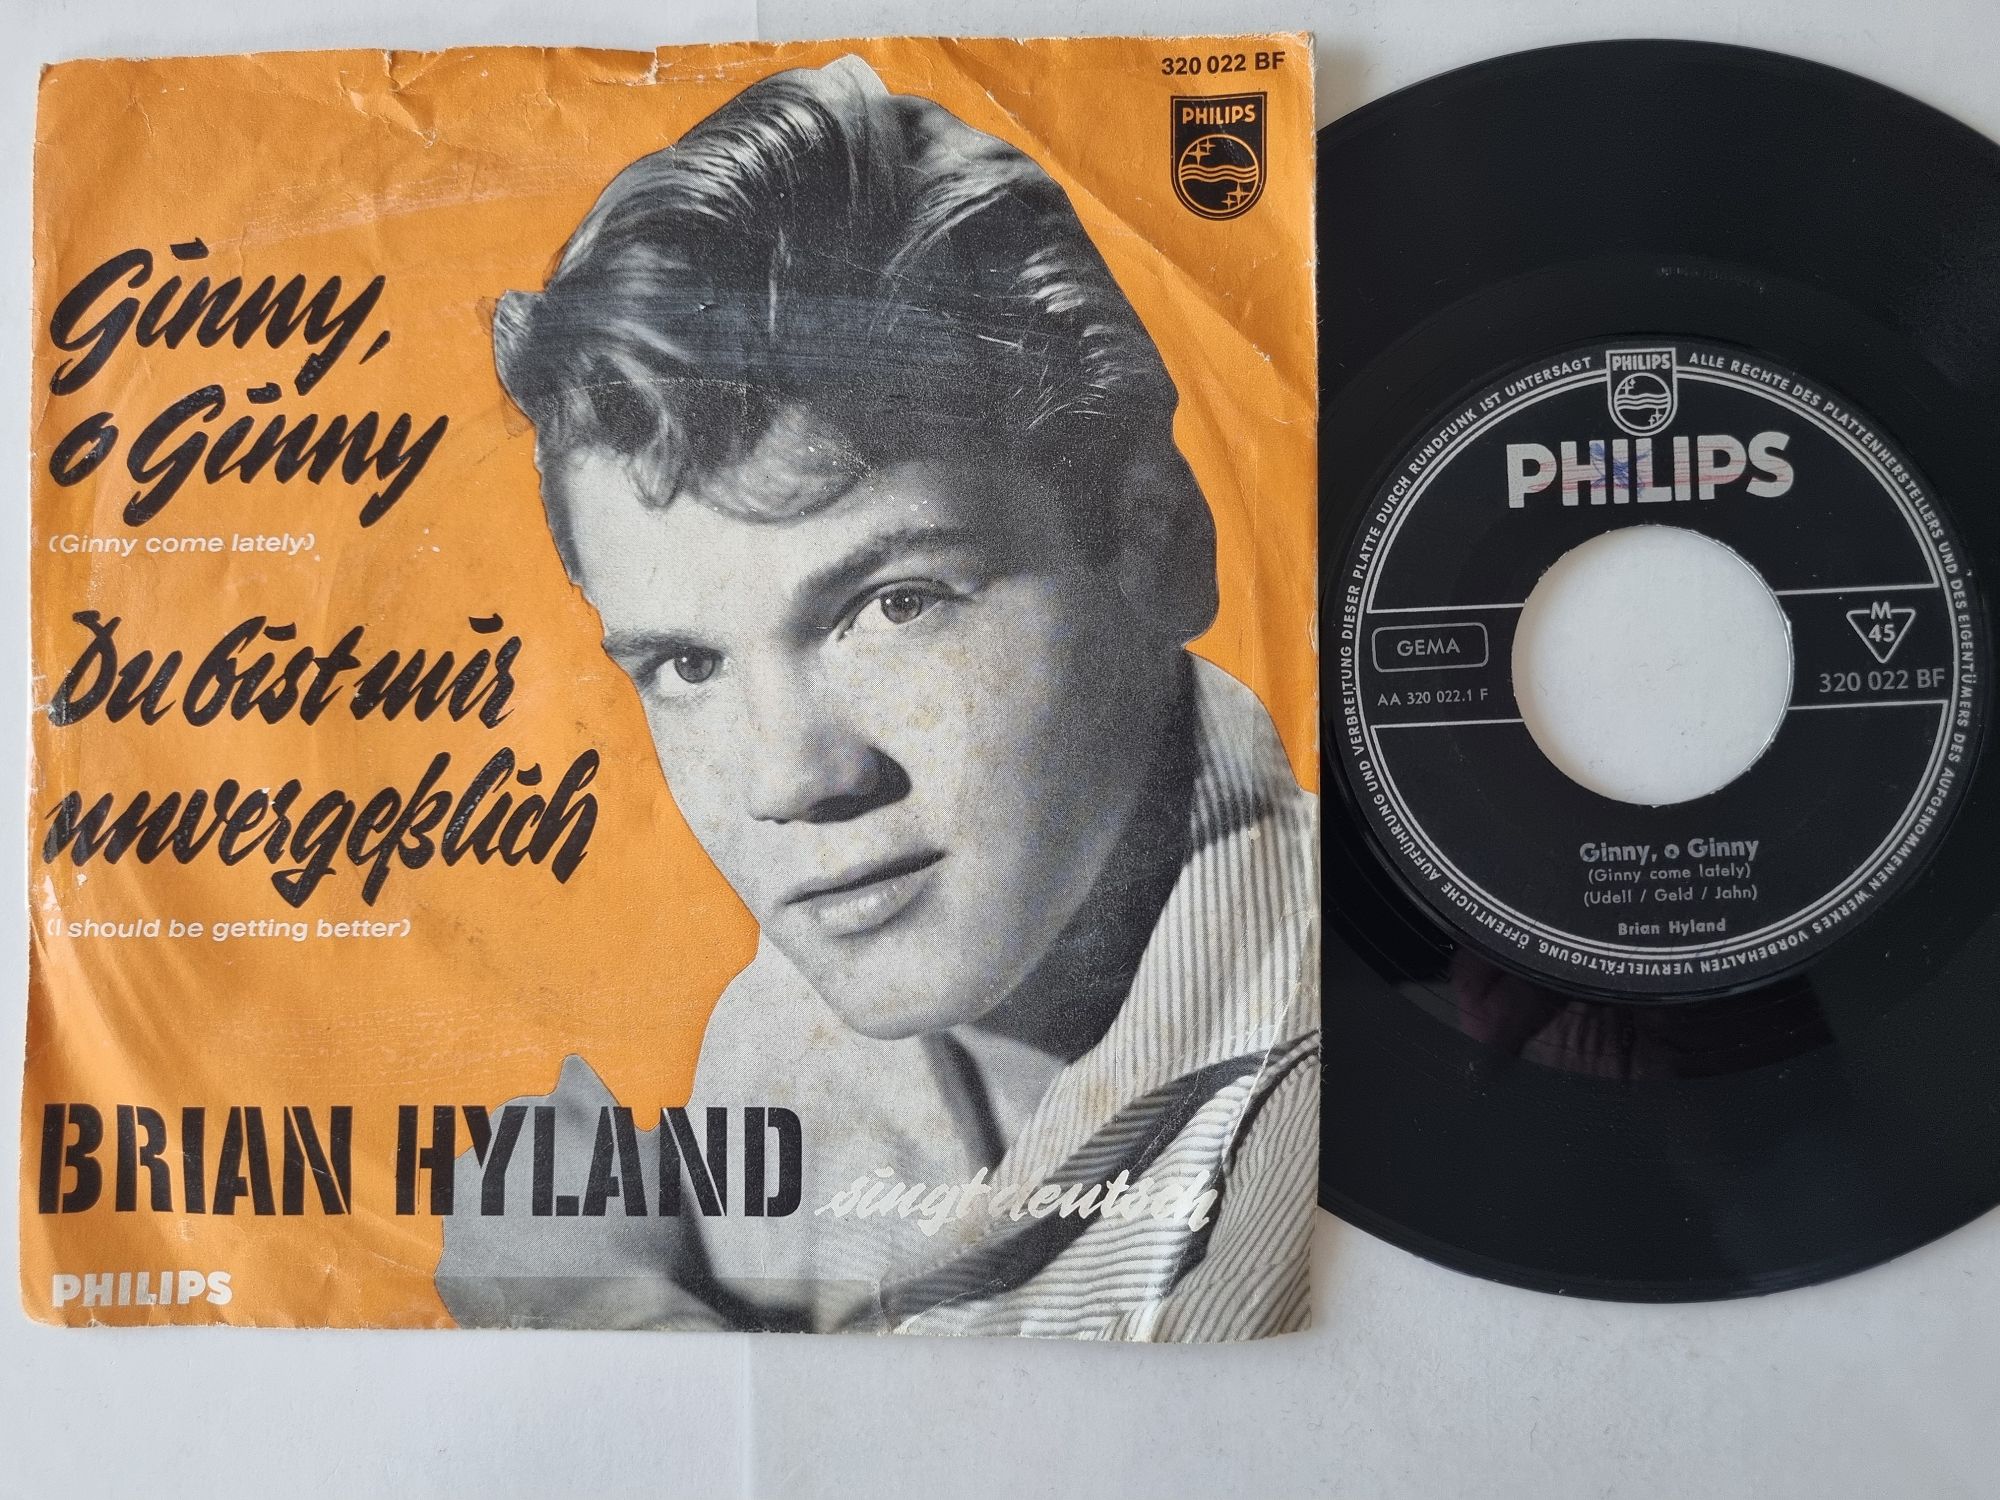 320 022 BF
PHILIPS
Ginny,
o Ginny
(Ginny come lately)
Du bist mir
unvergeßlich
(I should be getting better)
BRIAN HYLAND singt deutsch
PHILIPS
ALLE RECHTE DES PLATTENHERSTELLERS UND DES EIGENTÜMERS DES AUFGENOMMENEN WERKES VORBEHALTEN VERVIELFÄLTIGUNG, ÖFFENTLICHE AUFFÜHRUNG UND VERBREITUNG DIESER PLATTE DURCH RUNDFUNK IST UNTERSAGT
PHILIPS
PHILIPS
GEMA
AA 320 022.1 F
M
45
320 022 BF
Ginny, o Ginny
(Ginny come lately)
(Udell / Geld / Jahn)
Brian Hyland